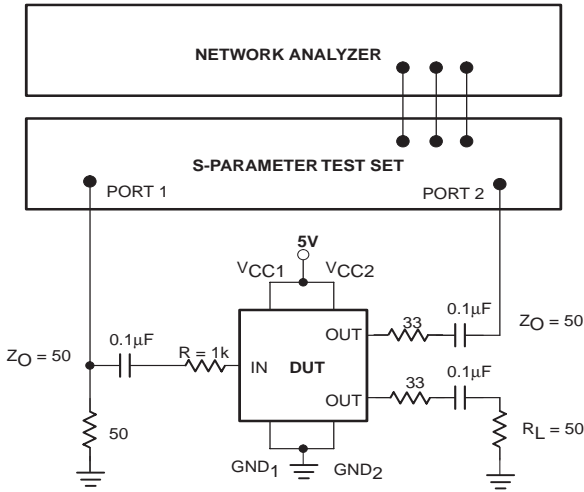 NETWORK ANALYZER
S-PARAMETER TEST SET
PORT 1
PORT 2
5V
VCC1
VCC2
ZO = 50
0.1µF
R = 1k
IN
DUT
OUT
33
0.1µF
ZO = 50
OUT
33
0.1µF
50
GND1
GND2
RL = 50